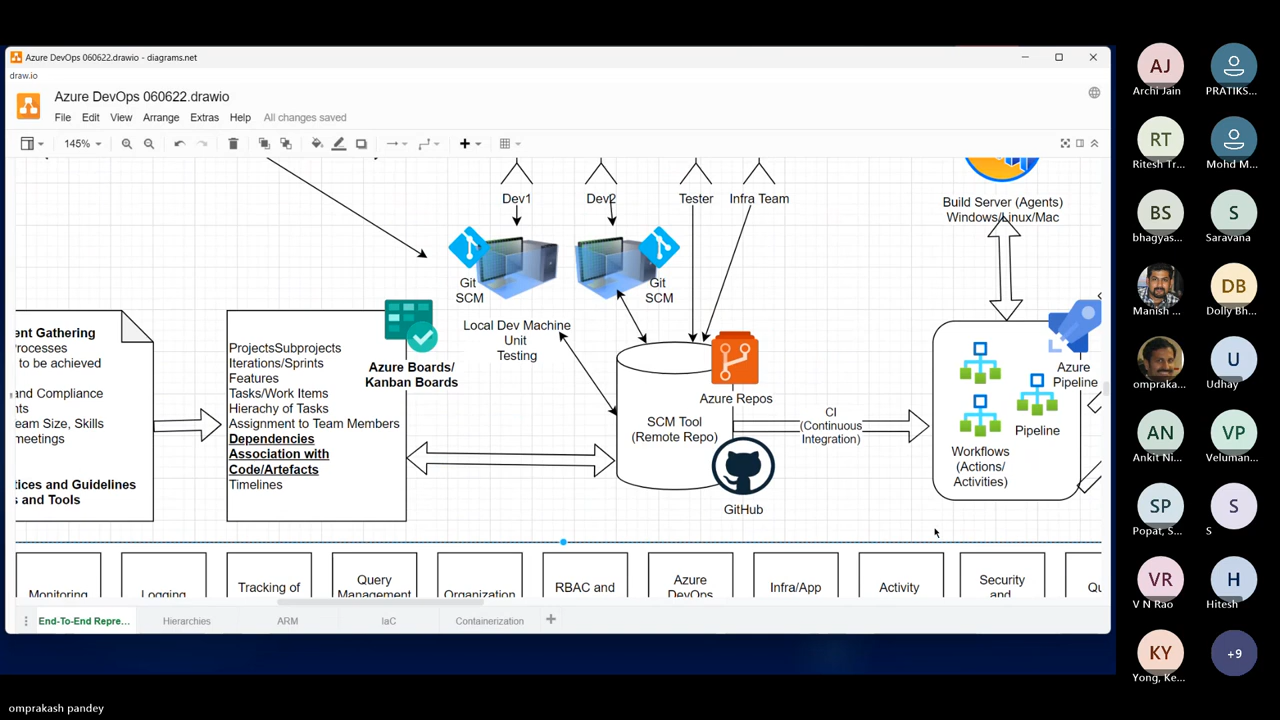 Azure DevOps 060622.drawio - diagrams.net
draw.io
Azure DevOps 060622.drawio
File Edit View Arrange Extras Help All changes saved
145%
Dev1
Dev2
Tester
Infra Team
Build Server (Agents)
Windows/Linux/Mac
Git
SCM
Git
SCM
Local Dev Machine
Unit
Testing
ent Gathering
rocesses
to be achieved
and Compliance
nts
eam Size, Skills
meetings
tices and Guidelines
s and Tools
ProjectsSubprojects
Iterations/Sprints
Features
Tasks/Work Items
Hierachy of Tasks
Assignment to Team Members
Dependencies
Association with
Code/Artefacts
Timelines
Azure Boards/
Kanban Boards
Azure Repos
SCM Tool
(Remote Repo)
GitHub
CI
(Continuous
Integration)
Azure
Pipeline
Pipeline
Workflows
(Actions/
Activities)
Monitoring
Logging
Tracking of
Query
Management
Organization
RBAC and
Azure
DevOps
Infra/App
Activity
Security
and
Qu
End-To-End Repre...
Hierarchies
ARM
IaC
Containerization
AJ
Archi Jain
PRATIKS...
RT
Ritesh Tr...
Mohd M...
BS
bhagyas...
S
Saravana
Manish ...
DB
Dolly Bh...
ompraka...
U
Udhay
AN
Ankit Ni...
VP
Veluman...
SP
Popat, S...
S
S
VR
V N Rao
H
Hitesh
KY
Yong, Ke...
+9
omprakash pandey